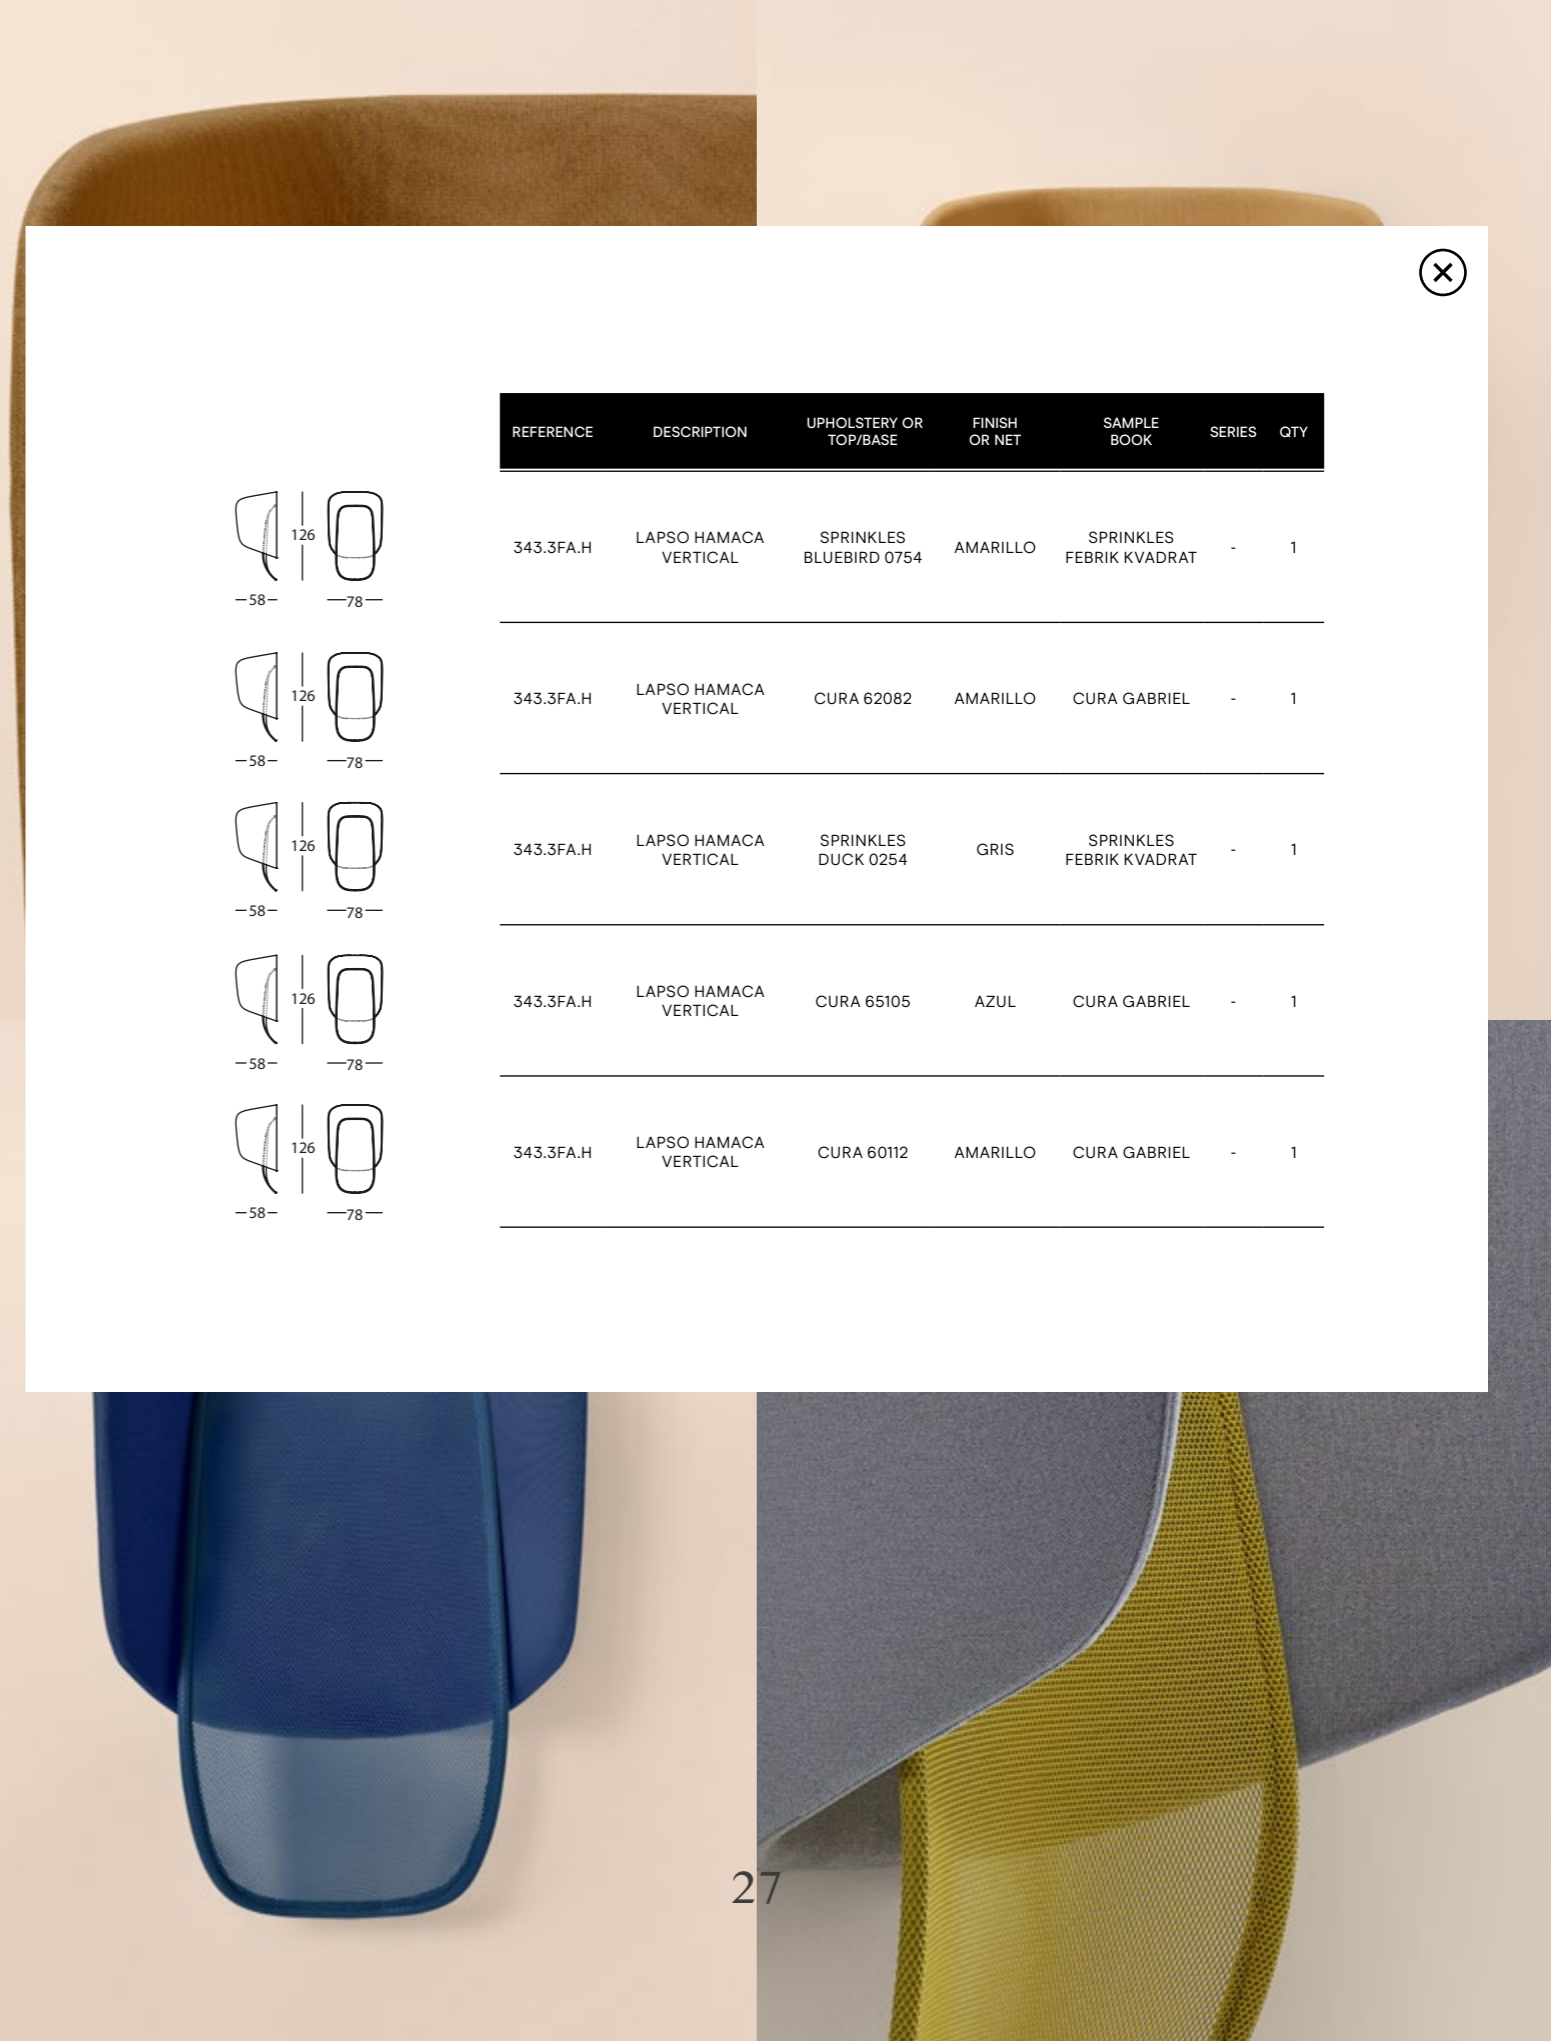 REFERENCE DESCRIPTION UPHOLSTERY OR TOP/BASE FINISH OR NET SAMPLE BOOK SERIES QTY
126
58 78
343.3FA.H LAPSO HAMACA VERTICAL SPRINKLES BLUEBIRD 0754 AMARILLO SPRINKLES FEBRIK KVADRAT - 1
126
58 78
343.3FA.H LAPSO HAMACA VERTICAL CURA 62082 AMARILLO CURA GABRIEL - 1
126
58 78
343.3FA.H LAPSO HAMACA VERTICAL SPRINKLES DUCK 0254 GRIS SPRINKLES FEBRIK KVADRAT - 1
126
58 78
343.3FA.H LAPSO HAMACA VERTICAL CURA 65105 AZUL CURA GABRIEL - 1
126
58 78
343.3FA.H LAPSO HAMACA VERTICAL CURA 60112 AMARILLO CURA GABRIEL - 1
27